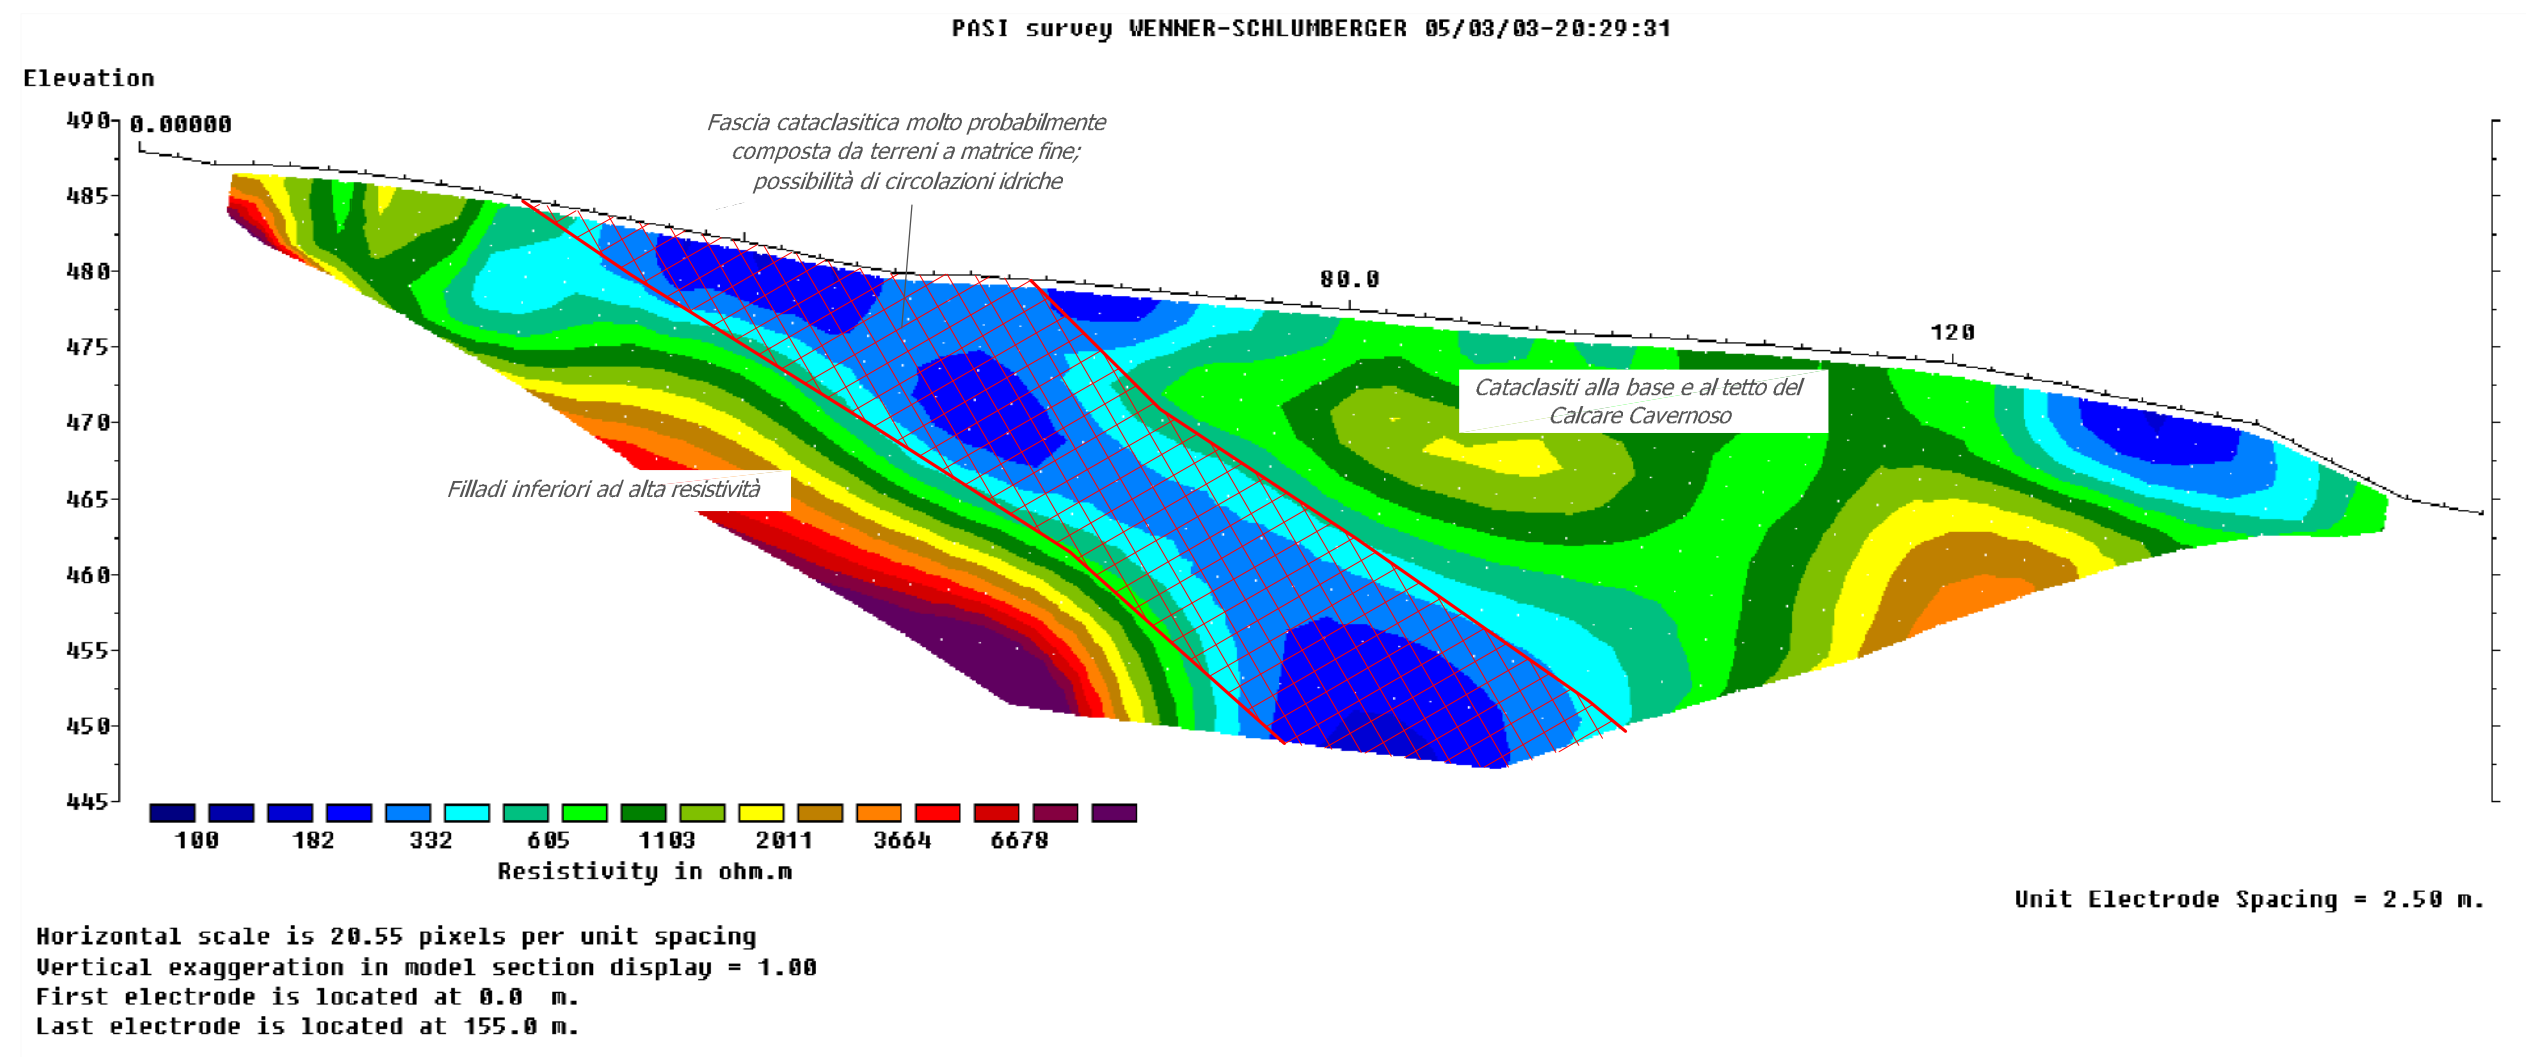 PASI survey WENNER-SCHLUMBERGER 05/03/03-20:29:31
Elevation
490
0.00000
Fascia cataclasitica molto probabilmente
composta da terreni a matrice fine;
possibilità di circolazioni idriche
485
480
80.0
475
120
Cataclasiti alla base e al tetto del
Calcare Cavernoso
470
465
Filladi inferiori ad alta resistività
460
455
450
445
100 182 332 605 1103 2011 3664 6678
Resistivity in ohm.m
Unit Electrode Spacing = 2.50 m.
Horizontal scale is 20.55 pixels per unit spacing
Vertical exaggeration in model section display = 1.00
First electrode is located at 0.0 m.
Last electrode is located at 155.0 m.